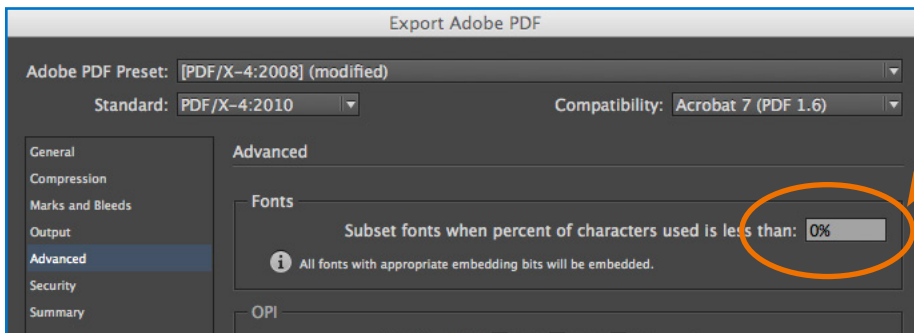 Export Adobe PDF
Adobe PDF Preset: [PDF/X-4:2008] (modified)
Standard: PDF/X-4:2010 Compatibility: Acrobat 7 (PDF 1.6)
General
Compression
Marks and Bleeds
Output
Advanced
Security
Summary
Advanced
Fonts
Subset fonts when percent of characters used is less than: 0%
All fonts with appropriate embedding bits will be embedded.
OPI